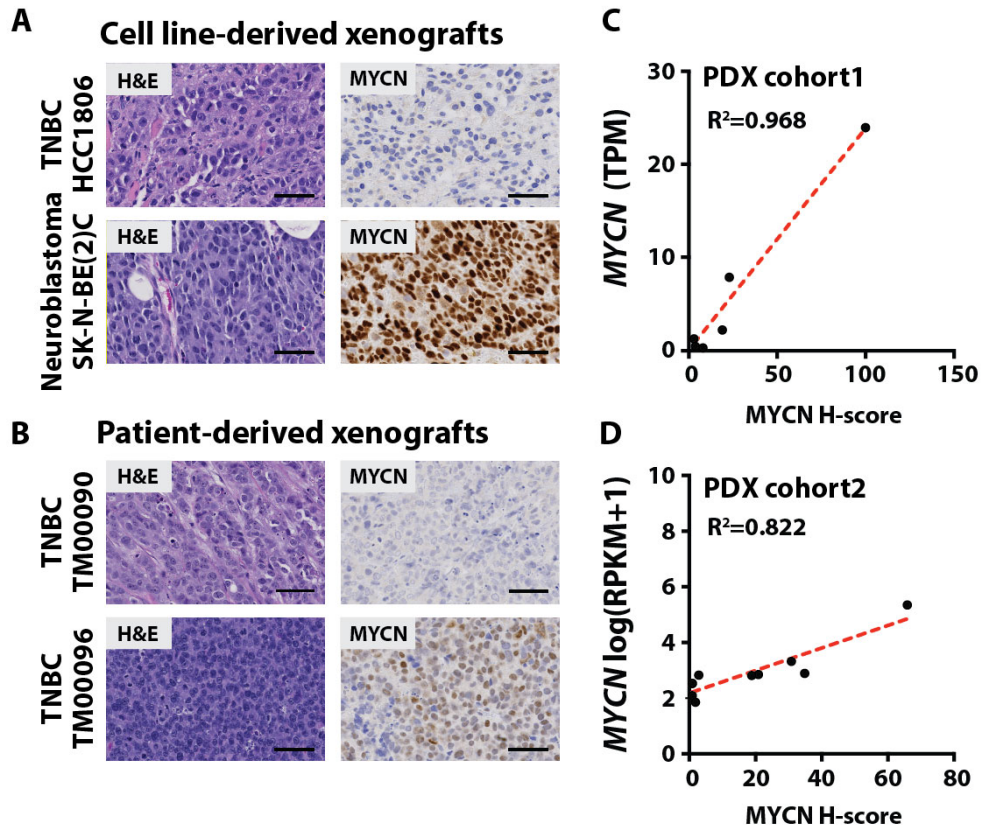 A
Cell line-derived xenografts
TNBC
HCC1806
H&E
MYCN
Neuroblastoma
SK-N-BE(2)C
H&E
MYCN
B
Patient-derived xenografts
TNBC
TM00090
H&E
MYCN
TNBC
TM00096
H&E
MYCN
C
PDX cohort1
R²=0.968
MYCN (TPM)
30
20
10
0
0 50 100 150
MYCN H-score
D
PDX cohort2
R²=0.822
MYCN log(RPKM+1)
10
8
6
4
2
0
0 20 40 60 80
MYCN H-score